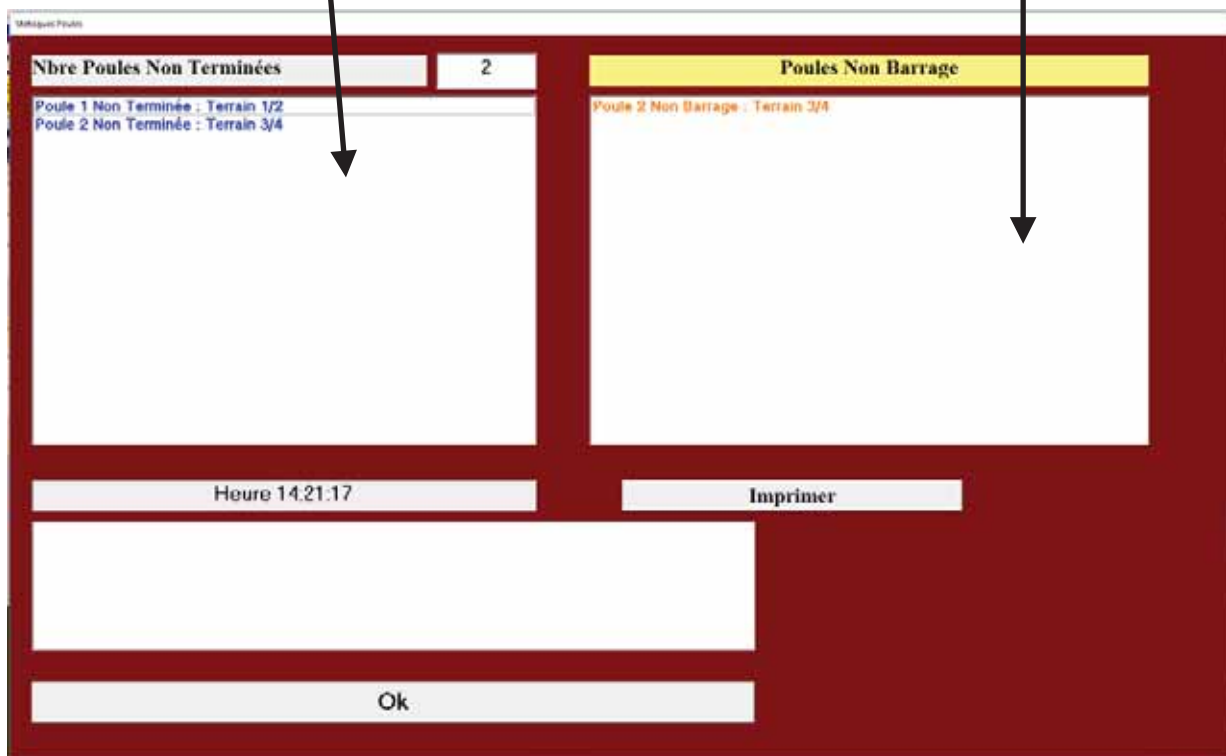 Nbre Poules Non Terminées
2
Poules Non Barrage
Poule 1 Non Terminée : Terrain 1/2
Poule 2 Non Terminée : Terrain 3/4
Poule 2 Non Barrage : Terrain 3/4
Heure 14:21:17
Imprimer
Ok